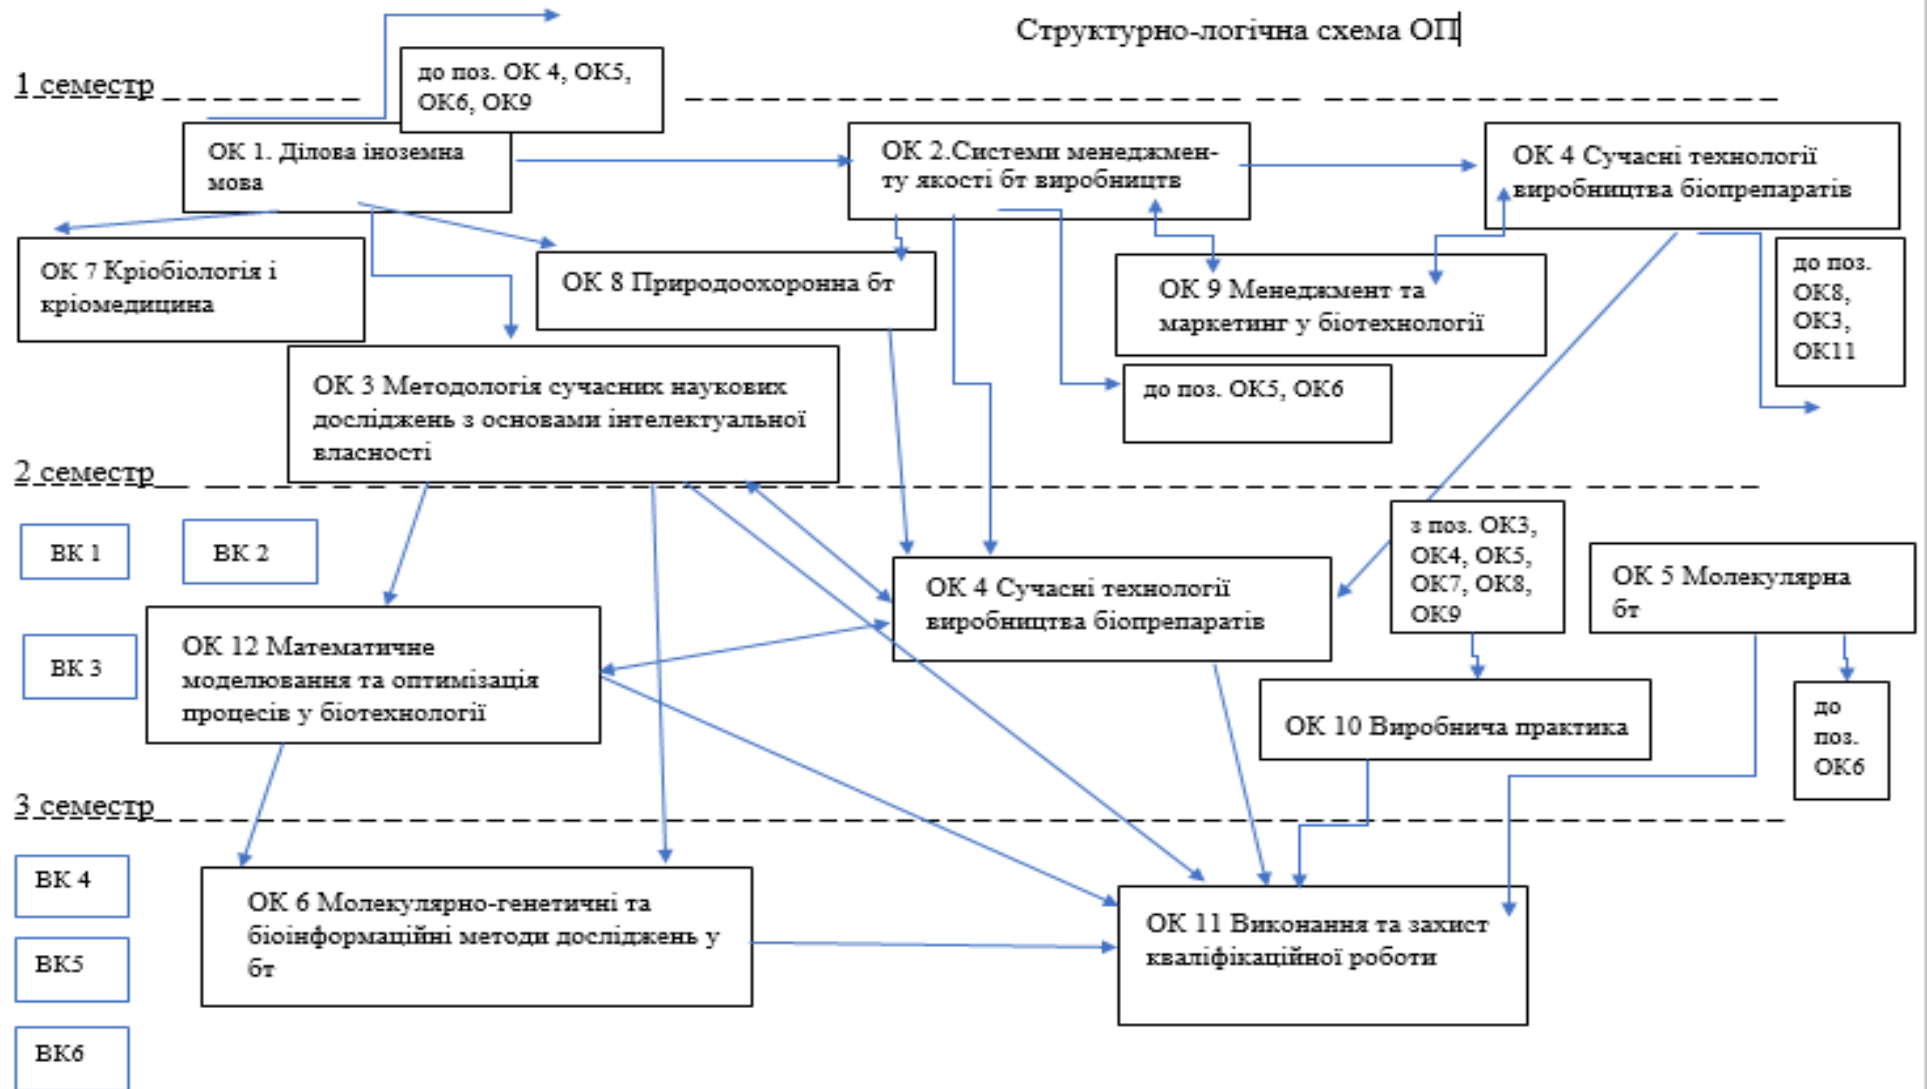 Структурно-логічна схема ОП
1 семестр
до поз. ОК 4, ОК5,
ОК6, ОК9
ОК 1. Ділова іноземна
мова
ОК 2.Системи менеджмен-
ту якості бт виробництв
ОК 4 Сучасні технології
виробництва біопрепаратів
ОК 7 Кріобіологія і
кріомедицина
ОК 8 Природоохоронна бт
ОК 9 Менеджмент та
маркетинг у біотехнології
до поз.
ОК8,
ОК3,
ОК11
ОК 3 Методологія сучасних наукових
досліджень з основами інтелектуальної
власності
до поз. ОК5, ОК6
2 семестр
ВК 1
ВК 2
ОК 4 Сучасні технології
виробництва біопрепаратів
з поз. ОК3,
ОК4, ОК5,
ОК7, ОК8,
ОК9
ОК 5 Молекулярна
бт
ВК 3
ОК 12 Математичне
моделювання та оптимізація
процесів у біотехнології
ОК 10 Виробнича практика
до
поз.
ОК6
3 семестр
ВК 4
ОК 6 Молекулярно-генетичні та
біоінформаційні методи досліджень у
бт
ОК 11 Виконання та захист
кваліфікаційної роботи
ВК5
ВК6